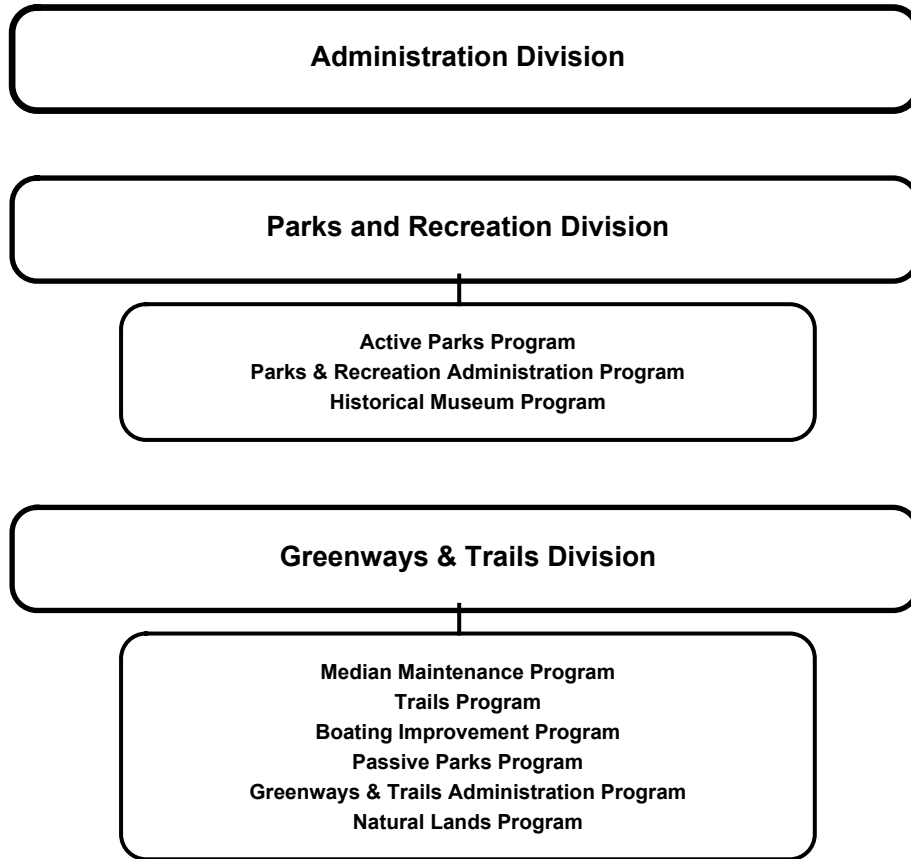 Administration Division
Parks and Recreation Division
Active Parks Program
Parks & Recreation Administration Program
Historical Museum Program
Greenways & Trails Division
Median Maintenance Program
Trails Program
Boating Improvement Program
Passive Parks Program
Greenways & Trails Administration Program
Natural Lands Program